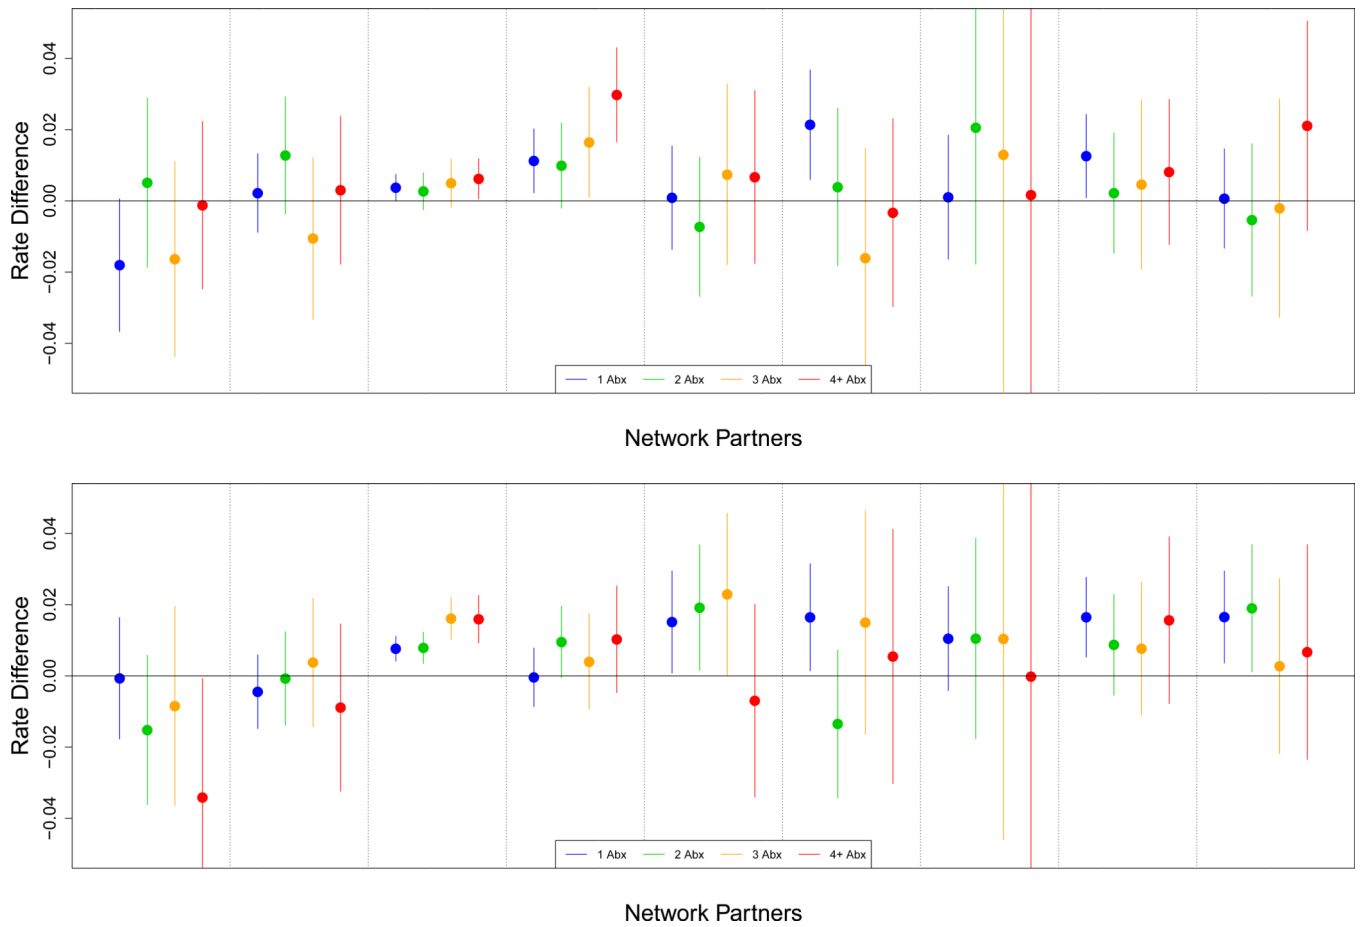 0.04
0.02
0.00
−0.02
−0.04
Rate Difference
1 Abx 2 Abx 3 Abx 4+ Abx
Network Partners
0.04
0.02
0.00
−0.02
−0.04
Rate Difference
1 Abx 2 Abx 3 Abx 4+ Abx
Network Partners